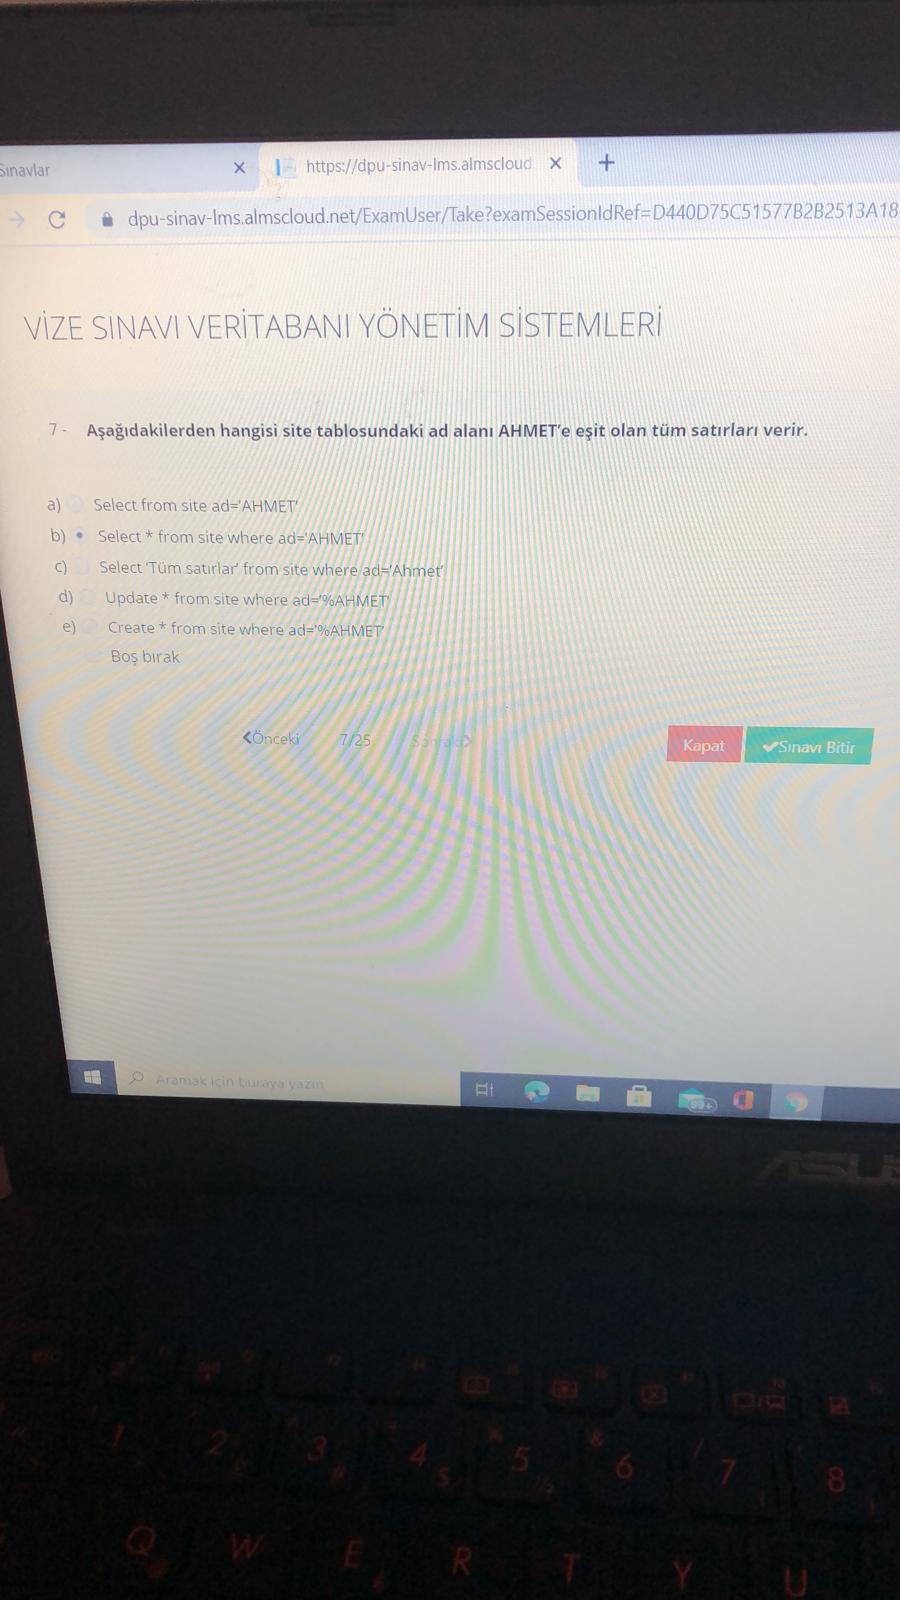 Sınavlar
https://dpu-sinav-lms.almscloud
dpu-sinav-lms.almscloud.net/ExamUser/Take?examSessionIdRef=D440D75C51577B2B2513A18
VİZE SINAVI VERİTABANI YÖNETİM SİSTEMLERİ
7 - Aşağıdakilerden hangisi site tablosundaki ad alanı AHMET'e eşit olan tüm satırları verir.
a) Select from site ad='AHMET'
b) Select * from site where ad='AHMET'
c) Select 'Tüm satırlar' from site where ad='Ahmet'
d) Update * from site where ad='%AHMET'
e) Create * from site where ad='%AHMET'
Boş bırak
Önceki 7/25 Sonraki
Kapat Sınavı Bitir
Aramak için buraya yazın
99+
ASUS
1 2 3 4 $ 5 & 6 / 7 8
Q W E R T Y U